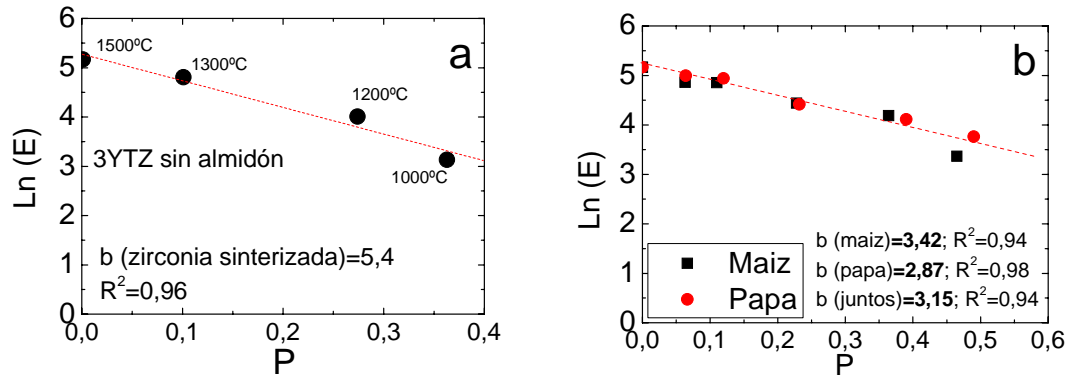 a
Ln (E)
6
5
4
3
2
1
0
1500ºC
1300ºC
1200ºC
1000ºC
3YTZ sin almidón
b (zirconia sinterizada)=5,4
R²=0,96
0,0 0,1 0,2 0,3 0,4
P
b
Ln (E)
6
5
4
3
2
1
0
Maiz
Papa
b (maiz)=3,42; R²=0,94
b (papa)=2,87; R²=0,98
b (juntos)=3,15; R²=0,94
0,0 0,1 0,2 0,3 0,4 0,5 0,6
P